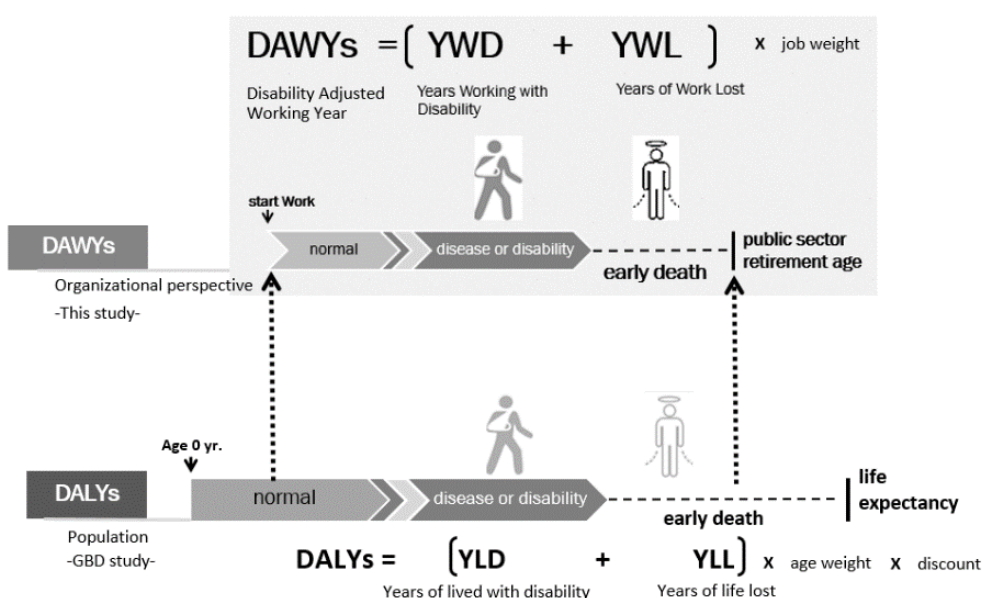 DAWYs = ( YWD + YWL ) x job weight
Disability Adjusted Working Year
Years Working with Disability
Years of Work Lost
start Work
DAWYs
normal
disease or disability
early death
public sector retirement age
Organizational perspective
-This study-
Age 0 yr.
DALYs
normal
disease or disability
early death
life expectancy
Population
-GBD study-
DALYs = (YLD + YLL) x age weight x discount
Years of lived with disability
Years of life lost